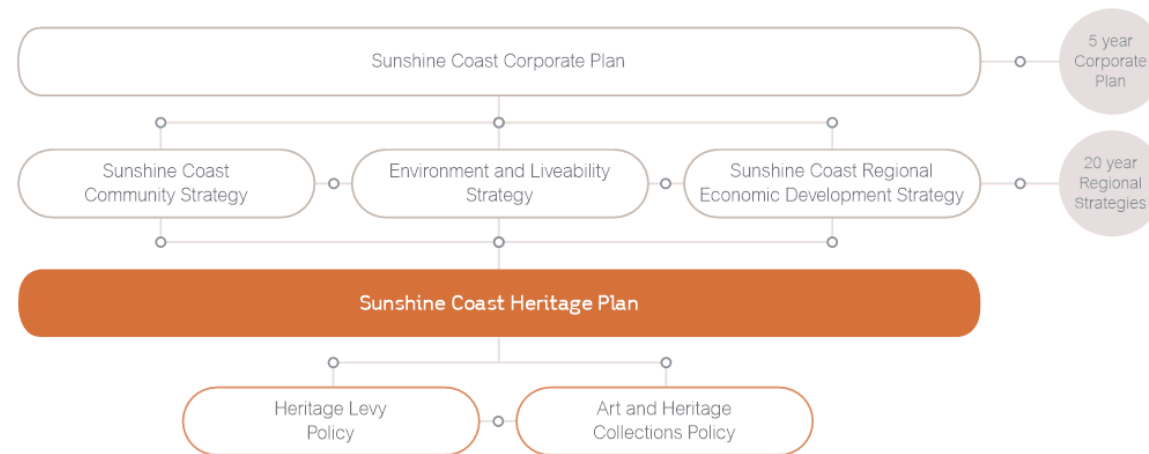 Sunshine Coast Corporate Plan
5 year
Corporate
Plan
Sunshine Coast
Community Strategy
Environment and Liveability
Strategy
Sunshine Coast Regional
Economic Development Strategy
20 year
Regional
Strategies
Sunshine Coast Heritage Plan
Heritage Levy
Policy
Art and Heritage
Collections Policy